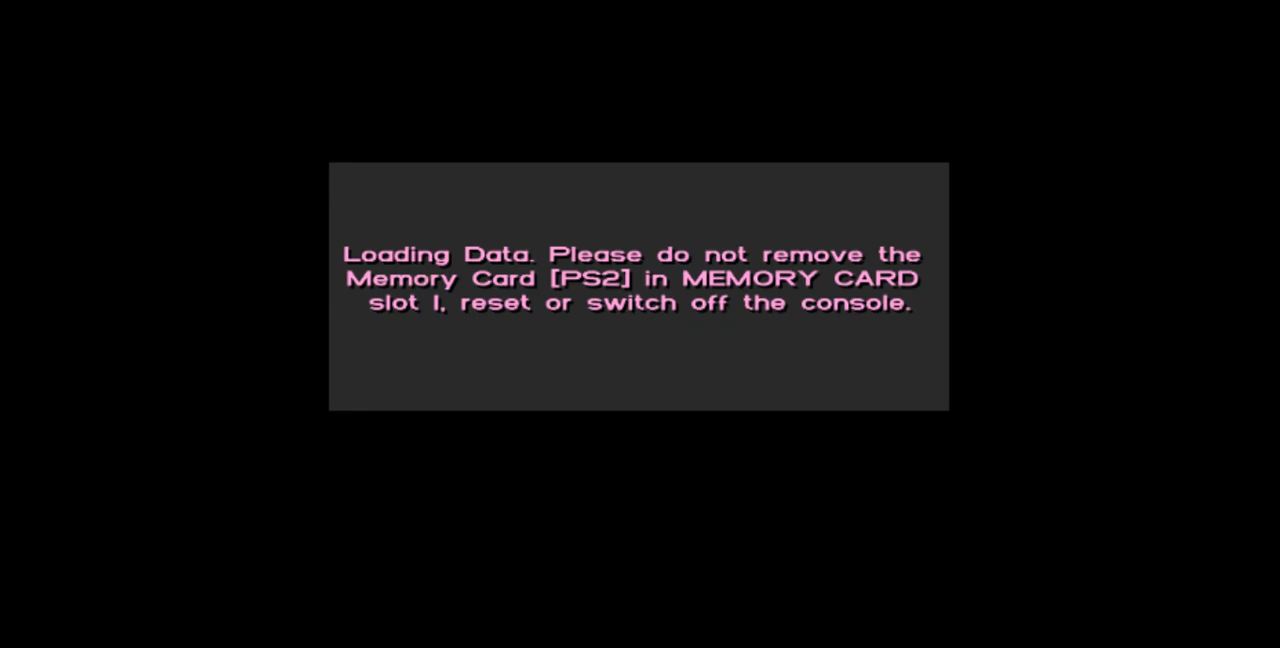 Loading Data. Please do not remove the
Memory Card [PS2] in MEMORY CARD
slot 1, reset or switch off the console.